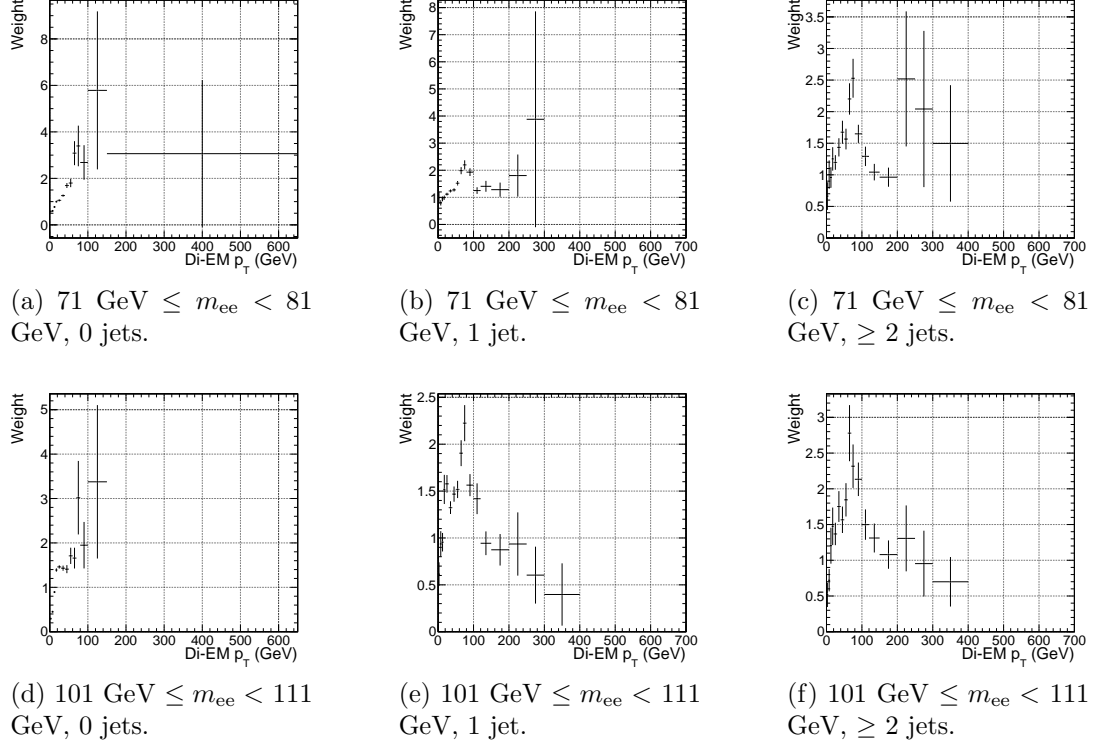 Weight
8
6
4
2
0
0 100 200 300 400 500 600
Di-EM p_T (GeV)
(a) 71 GeV ≤ m_ee < 81
GeV, 0 jets.
Weight
8
7
6
5
4
3
2
1
0
0 100 200 300 400 500 600 700
Di-EM p_T (GeV)
(b) 71 GeV ≤ m_ee < 81
GeV, 1 jet.
Weight
3.5
3
2.5
2
1.5
1
0.5
0
0 100 200 300 400 500 600 700
Di-EM p_T (GeV)
(c) 71 GeV ≤ m_ee < 81
GeV, ≥ 2 jets.
Weight
5
4
3
2
1
0
0 100 200 300 400 500 600
Di-EM p_T (GeV)
(d) 101 GeV ≤ m_ee < 111
GeV, 0 jets.
Weight
2.5
2
1.5
1
0.5
0
0 100 200 300 400 500 600 700
Di-EM p_T (GeV)
(e) 101 GeV ≤ m_ee < 111
GeV, 1 jet.
Weight
3
2.5
2
1.5
1
0.5
0
0 100 200 300 400 500 600 700
Di-EM p_T (GeV)
(f) 101 GeV ≤ m_ee < 111
GeV, ≥ 2 jets.